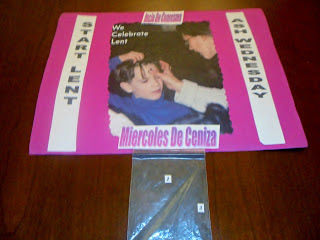 We
Celebrate
Lent
START LENT
ASH WEDNESDAY
Miercoles De Ceniza